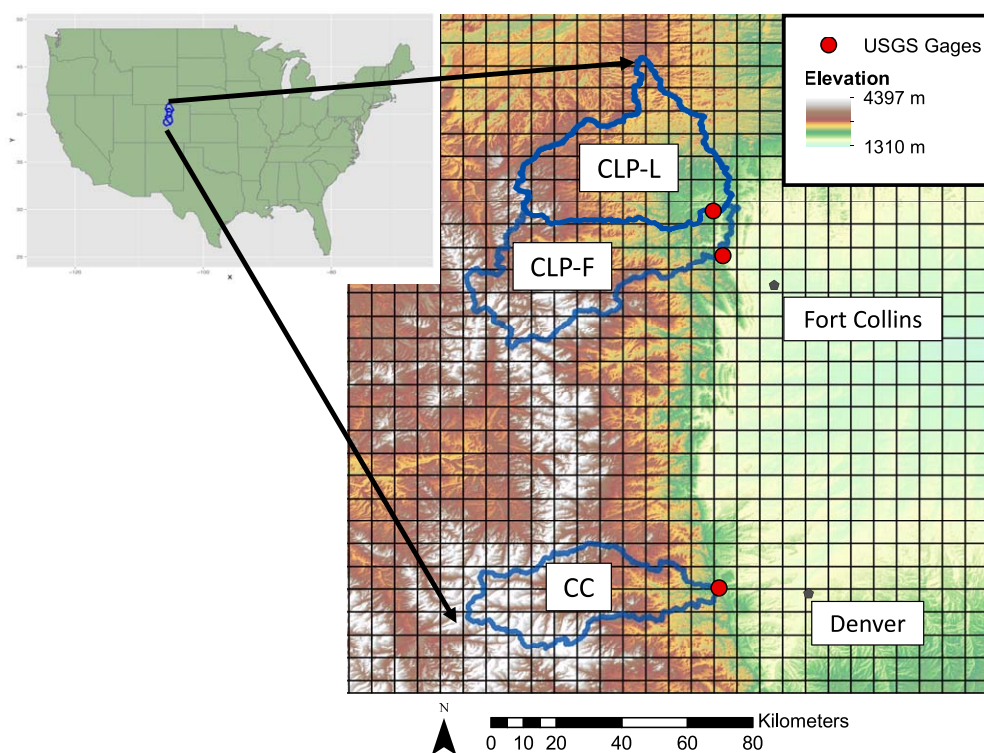 USGS Gages
Elevation
4397 m
1310 m
CLP-L
CLP-F
Fort Collins
CC
Denver
N
Kilometers
0 10 20 40 60 80
Y
X